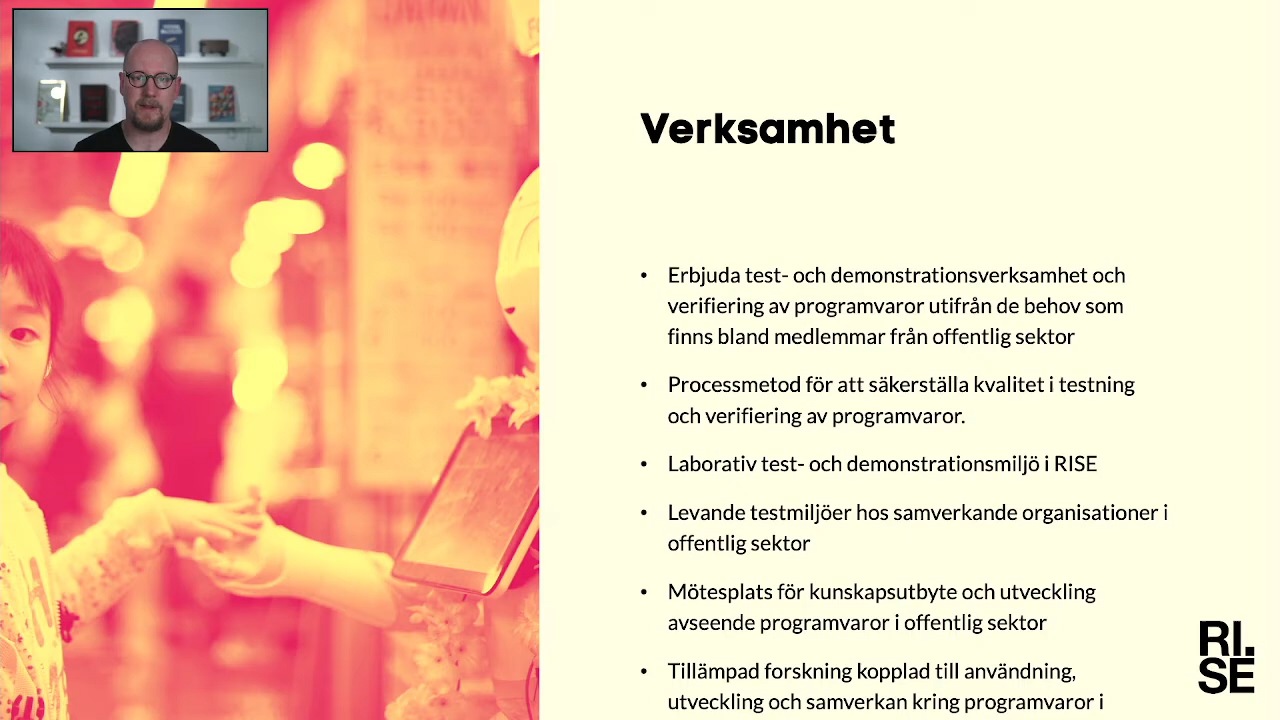 Verksamhet
• Erbjuda test- och demonstrationsverksamhet och
verifiering av programvaror utifrån de behov som
finns bland medlemmar från offentlig sektor
• Processmetod för att säkerställa kvalitet i testning
och verifiering av programvaror.
• Laborativ test- och demonstrationsmiljö i RISE
• Levande testmiljöer hos samverkande organisationer i
offentlig sektor
• Mötesplats för kunskapsutbyte och utveckling
avseende programvaror i offentlig sektor
• Tillämpad forskning kopplad till användning,
utveckling och samverkan kring programvaror i
RI.
SE